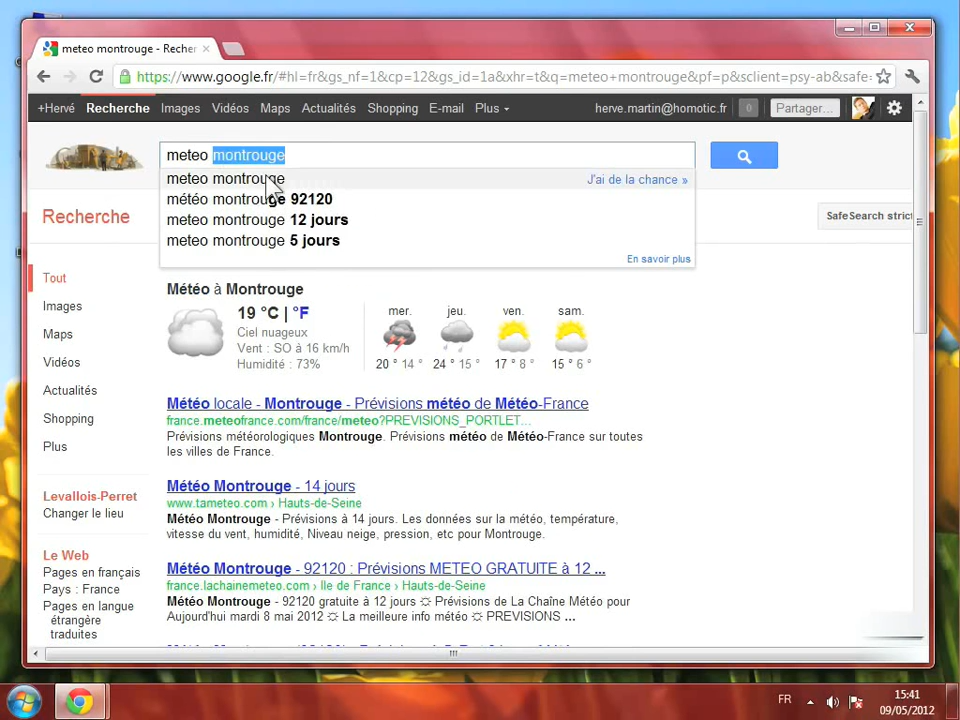 meteo montrouge - Recher
https://www.google.fr/#hl=fr&gs_nf=1&cp=12&gs_id=1a&xhr=t&q=meteo+montrouge&pf=p&sclient=psy-ab&safe=
+Hervé Recherche Images Vidéos Maps Actualités Shopping E-mail Plus herve.martin@homotic.fr 0 Partager...
meteo montrouge
meteo montrouge J'ai de la chance »
météo montrouge 92120
meteo montrouge 12 jours
meteo montrouge 5 jours
En savoir plus
Recherche
SafeSearch strict
Tout
Images
Maps
Vidéos
Actualités
Shopping
Plus
Levallois-Perret
Changer le lieu
Le Web
Pages en français
Pays : France
Pages en langue
étrangère
traduites
Météo à Montrouge
19 °C | °F
Ciel nuageux
Vent : SO à 16 km/h
Humidité : 73%
mer. jeu. ven. sam.
20 ° 14 ° 24 ° 15 ° 17 ° 8 ° 15 ° 6 °
Météo locale - Montrouge - Prévisions météo de Météo-France
france.meteofrance.com/france/meteo?PREVISIONS_PORTLET...
Prévisions météorologiques Montrouge. Prévisions météo de Météo-France sur toutes
les villes de France.
Météo Montrouge - 14 jours
www.tameteo.com › Hauts-de-Seine
Météo Montrouge - Prévisions à 14 jours. Les données sur la météo, température,
vitesse du vent, humidité, Niveau neige, pression, etc pour Montrouge.
Météo Montrouge - 92120 : Prévisions METEO GRATUITE à 12 ...
france.lachainemeteo.com › Ile de France › Hauts-de-Seine
Météo Montrouge - 92120 gratuite à 12 jours ☼ Prévisions de La Chaîne Météo pour
Aujourd'hui mardi 8 mai 2012 ☼ La meilleure info météo ☼ PREVISIONS ...
FR
15:41
09/05/2012